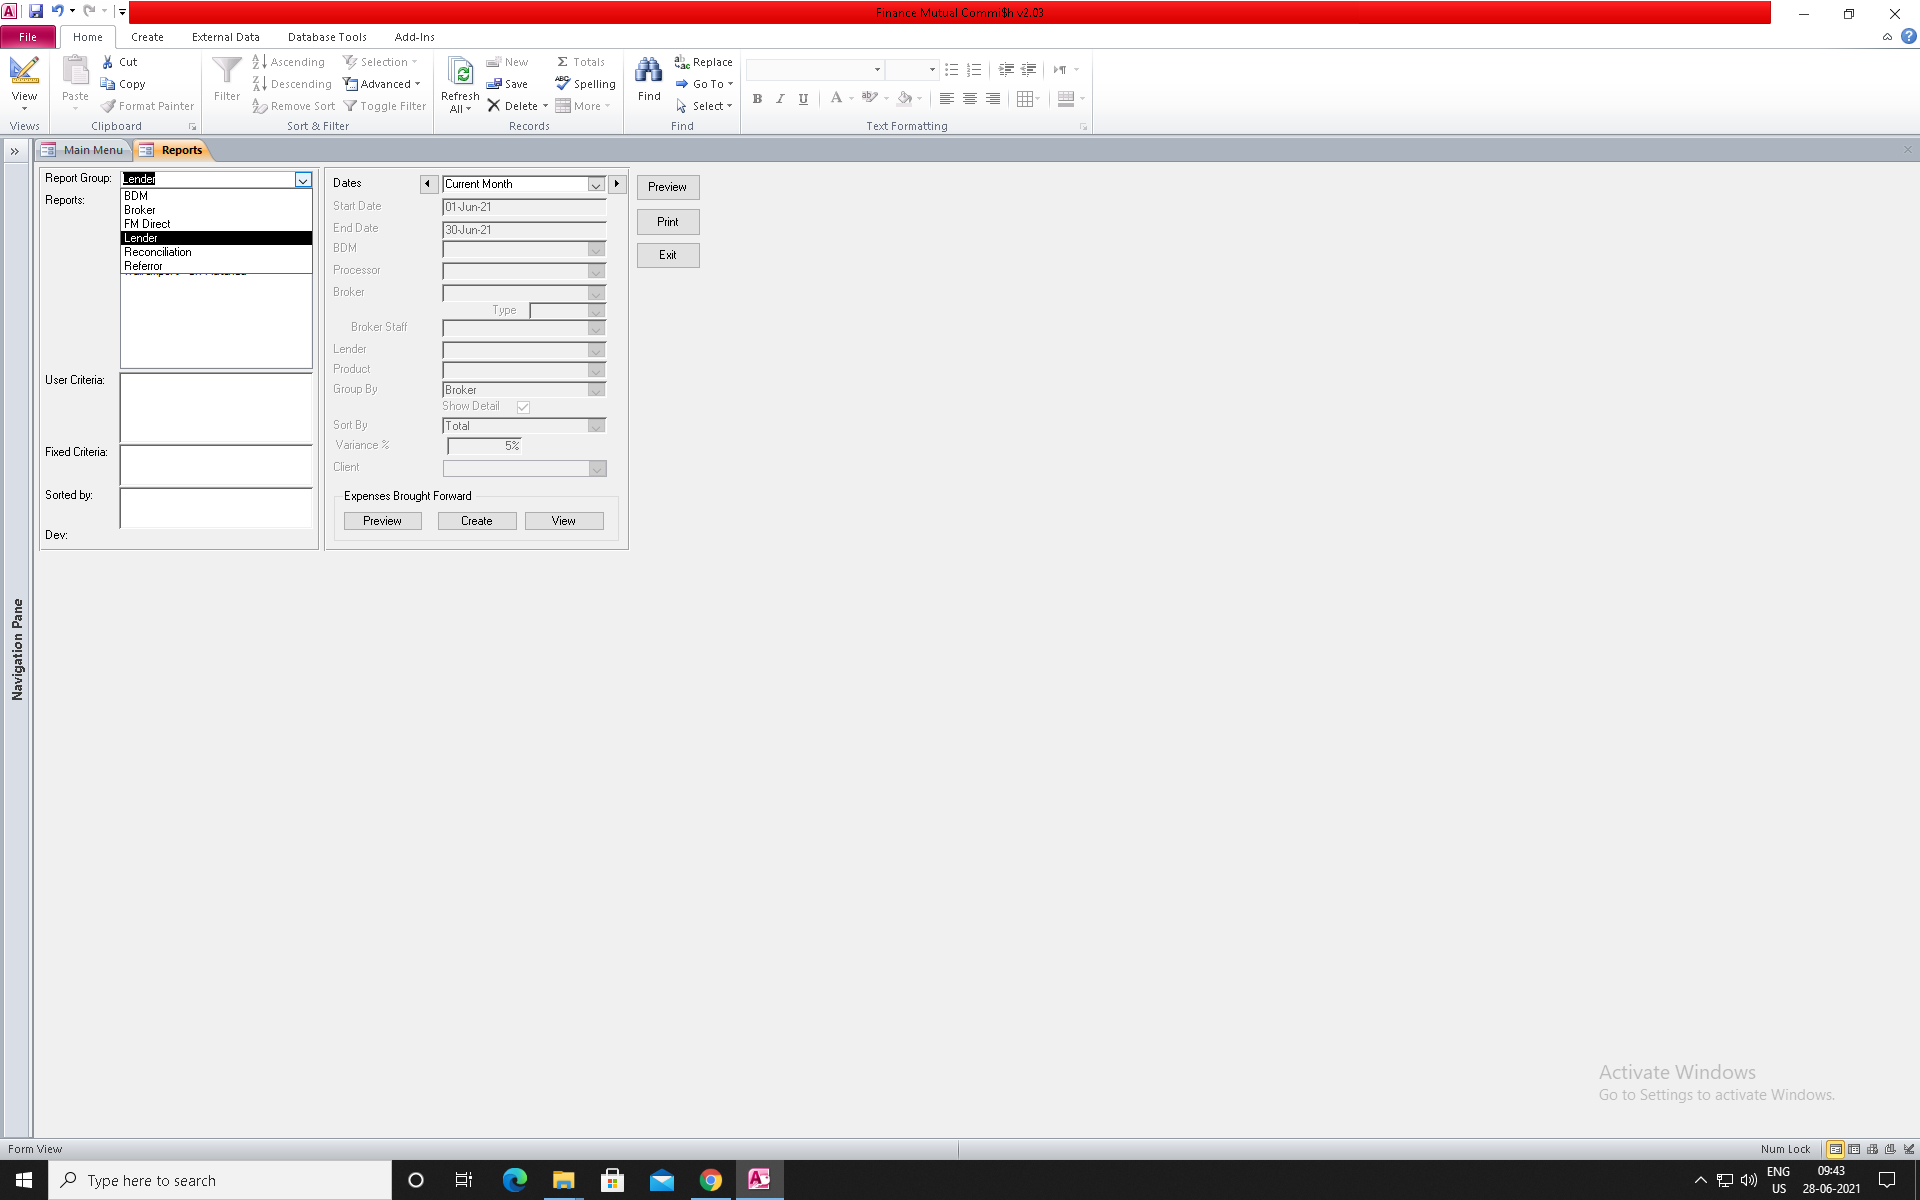 Finance Mutual Commi$h v2.03
File Home Create External Data Database Tools Add-Ins
View
Views
Paste
Cut
Copy
Format Painter
Clipboard
Filter
Ascending
Descending
Remove Sort
Selection
Advanced
Toggle Filter
Sort & Filter
Refresh
All
New
Save
Delete
Totals
Spelling
More
Records
Find
Replace
Go To
Select
Find
B I U A
Text Formatting
Main Menu
Reports
Navigation Pane
Report Group: Lender
BDM
Broker
FM Direct
Lender
Reconciliation
Referror
Reports:
User Criteria:
Fixed Criteria:
Sorted by:
Dev:
Dates Current Month
Start Date 01-Jun-21
End Date 30-Jun-21
BDM
Processor
Broker
Type
Broker Staff
Lender
Product
Group By Broker
Show Detail
Sort By Total
Variance % 5%
Client
Expenses Brought Forward
Preview Create View
Preview
Print
Exit
Activate Windows
Go to Settings to activate Windows.
Form View
Num Lock
Type here to search
ENG
US
09:43
28-06-2021